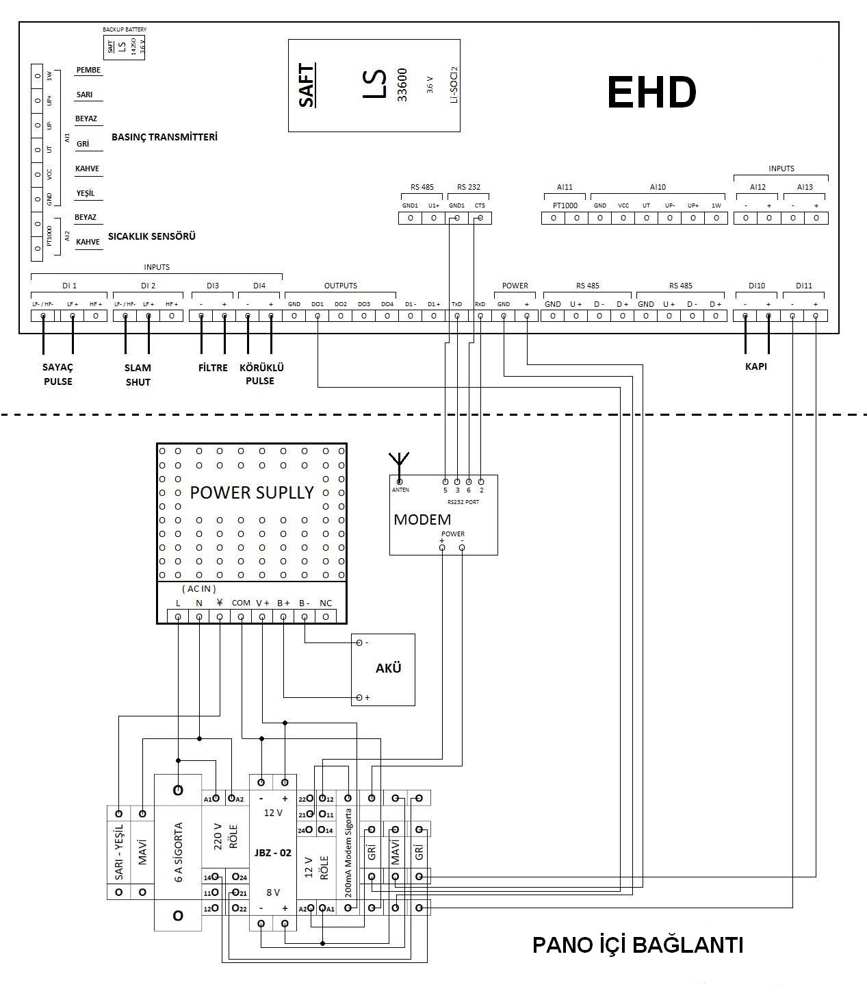 BACKUP BATTERY
SAFT
LS
14250
3.6 V
SAFT
LS
33600
3.6 V
Li-SOCl2
EHD
1W
UP+
UP-
UT
VCC
GND
AI1
PT1000
AI2
PEMBE
SARI
BEYAZ
GRİ
KAHVE
YEŞİL
BEYAZ
KAHVE
BASINÇ TRANSMİTTERİ
SICAKLIK SENSÖRÜ
INPUTS
RS 485 RS 232 AI11 AI10 AI12 AI13
GND1 U1+ GND1 CTS PT1000 GND VCC UT UP- UP+ 1W - + - +
INPUTS
DI 1 DI 2 DI3 DI4 OUTPUTS POWER RS 485 RS 485 DI10 DI11
LF- / HF- LF + HF + LF- / HF- LF + HF + - + - + GND DO1 DO2 DO3 DO4 D1 - D1 + TxD RxD GND + GND U + D - D + GND U + D - D + - + - +
SAYAÇ PULSE
SLAM SHUT
FİLTRE
KÖRÜKLÜ PULSE
KAPI
POWER SUPLLY
( AC IN )
L N ¥ COM V + B + B - NC
ANTEN
5 3 6 2
RS232 PORT
MODEM
POWER
+ -
-
AKÜ
+
SARI - YEŞİL
MAVİ
6 A SİGORTA
A1 A2
220 V
RÖLE
14 24
11 21
12 22
- +
12 V
JBZ - 02
8 V
- +
22 12
21 11
24 14
12 V
RÖLE
A2 A1
200mA Modem Sigorta
GRİ
MAVİ
GRİ
PANO İÇİ BAĞLANTI